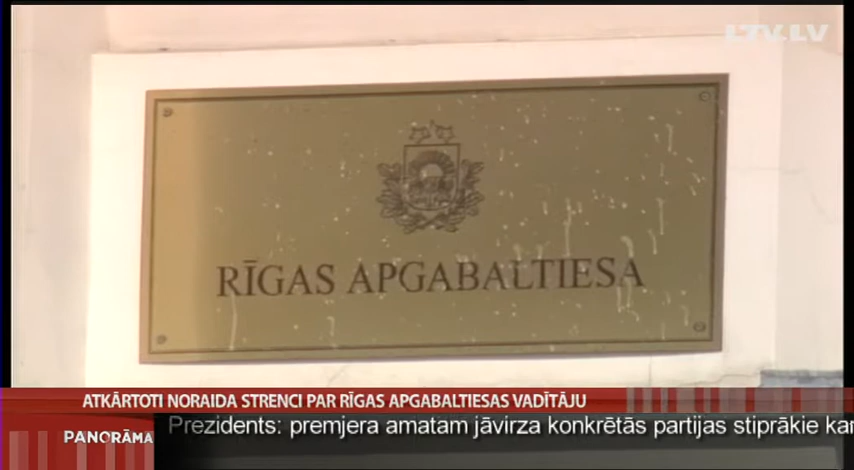 LTV.LV
RĪGAS APGABALTIESA
ATKĀRTOTI NORAIDA STRENCI PAR RĪGAS APGABALTIESAS VADĪTĀJU
PANORĀMA
Prezidents: premjera amatam jāvirza konkrētās partijas stiprākie